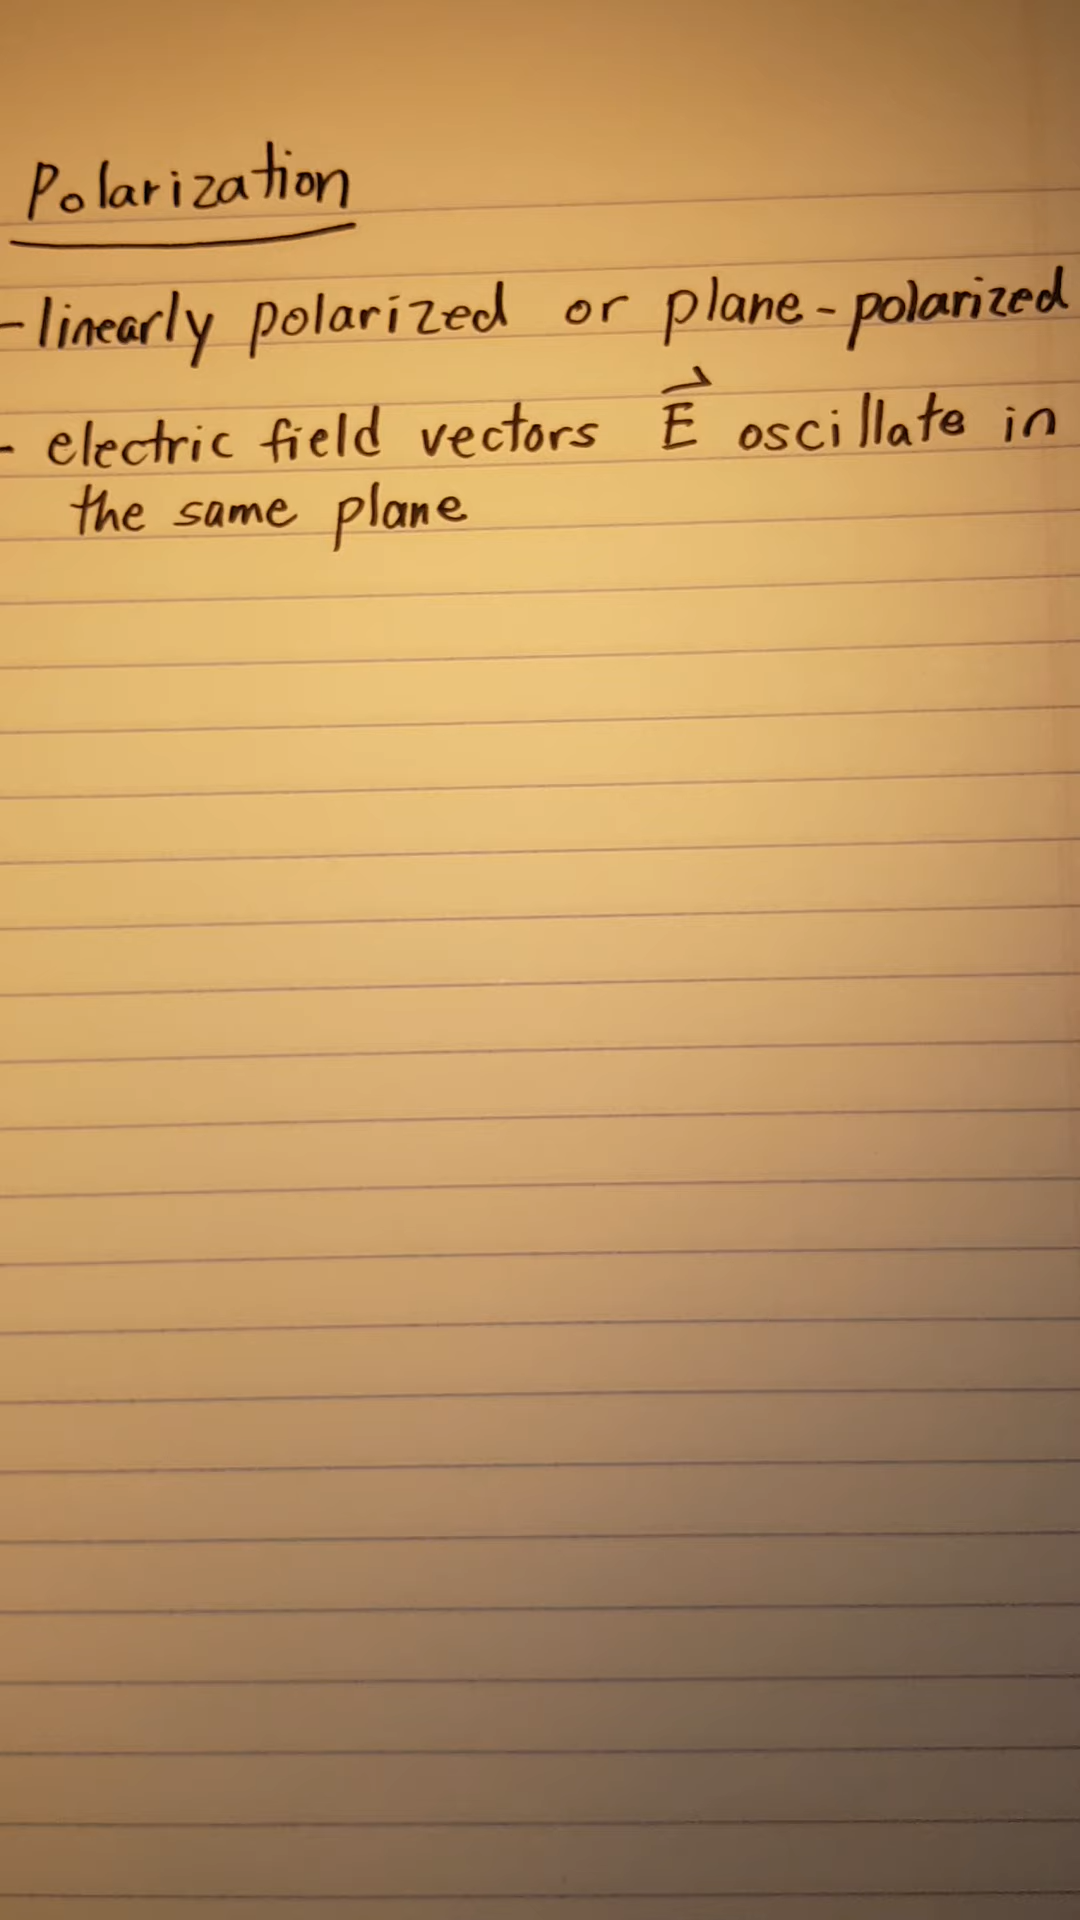 Polarization
- linearly polarized or plane-polarized
- electric field vectors E⃗ oscillate in
the same plane